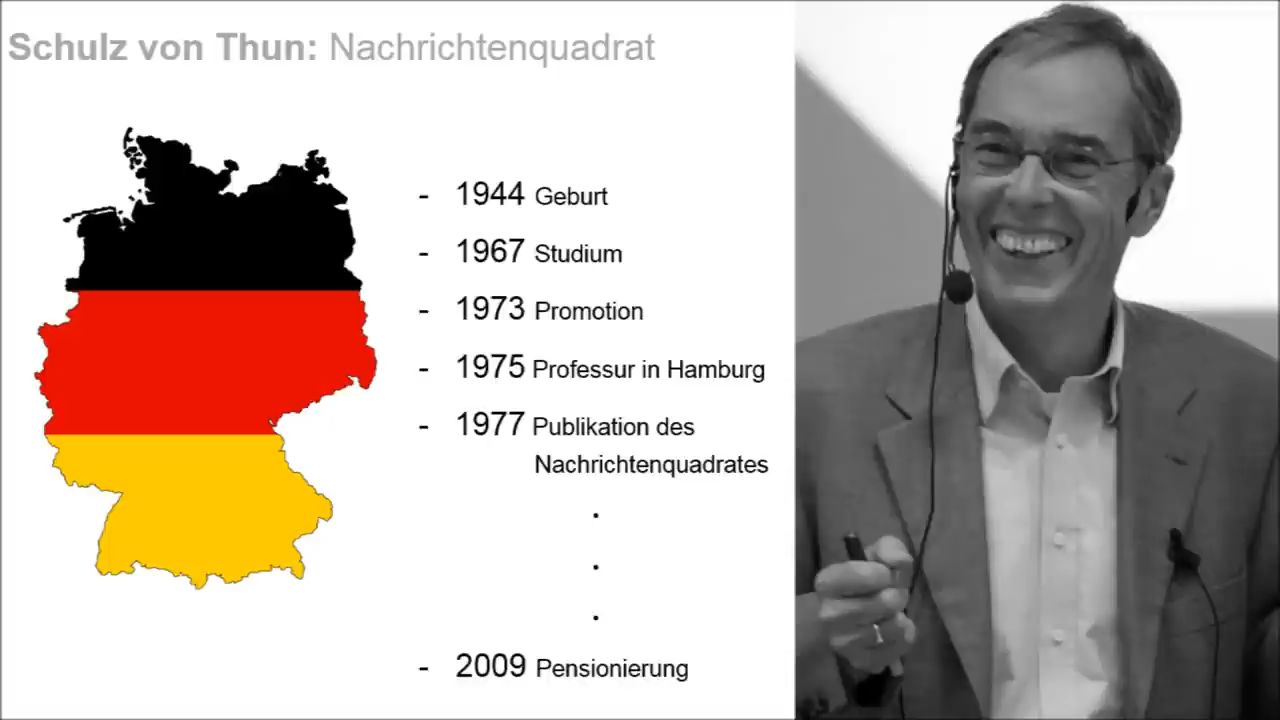 Schulz von Thun: Nachrichtenquadrat
- 1944 Geburt
- 1967 Studium
- 1973 Promotion
- 1975 Professur in Hamburg
- 1977 Publikation des
Nachrichtenquadrates
.
.
.
- 2009 Pensionierung